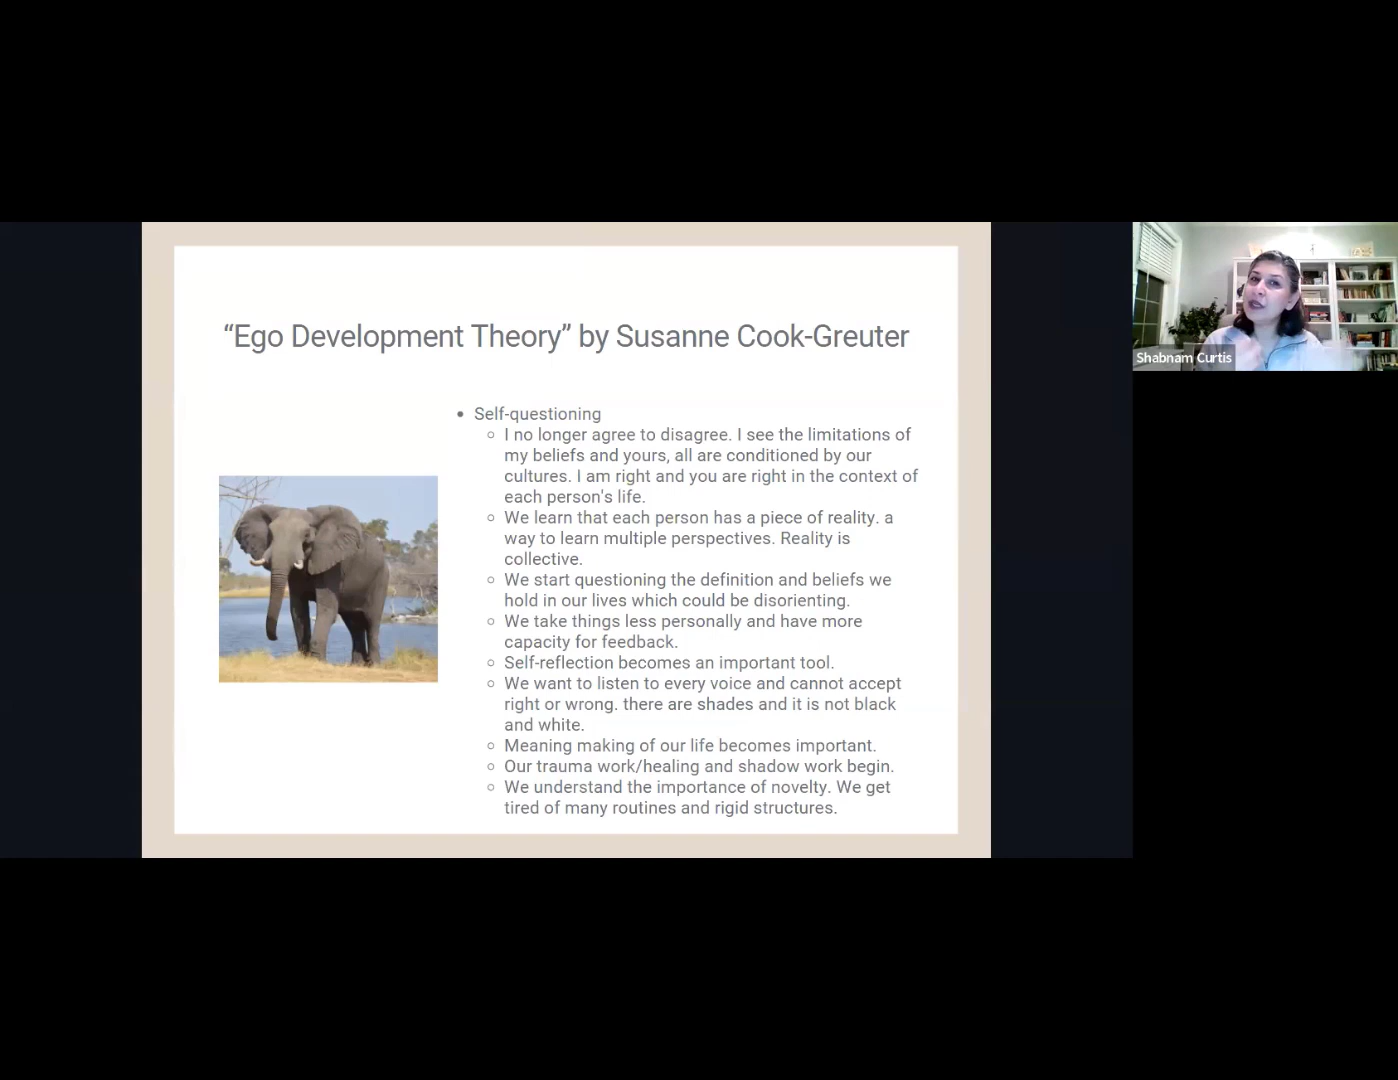 “Ego Development Theory” by Susanne Cook-Greuter
Self-questioning
I no longer agree to disagree. I see the limitations of
my beliefs and yours, all are conditioned by our
cultures. I am right and you are right in the context of
each person's life.
We learn that each person has a piece of reality. a
way to learn multiple perspectives. Reality is
collective.
We start questioning the definition and beliefs we
hold in our lives which could be disorienting.
We take things less personally and have more
capacity for feedback.
Self-reflection becomes an important tool.
We want to listen to every voice and cannot accept
right or wrong. there are shades and it is not black
and white.
Meaning making of our life becomes important.
Our trauma work/healing and shadow work begin.
We understand the importance of novelty. We get
tired of many routines and rigid structures.
Shabnam Curtis